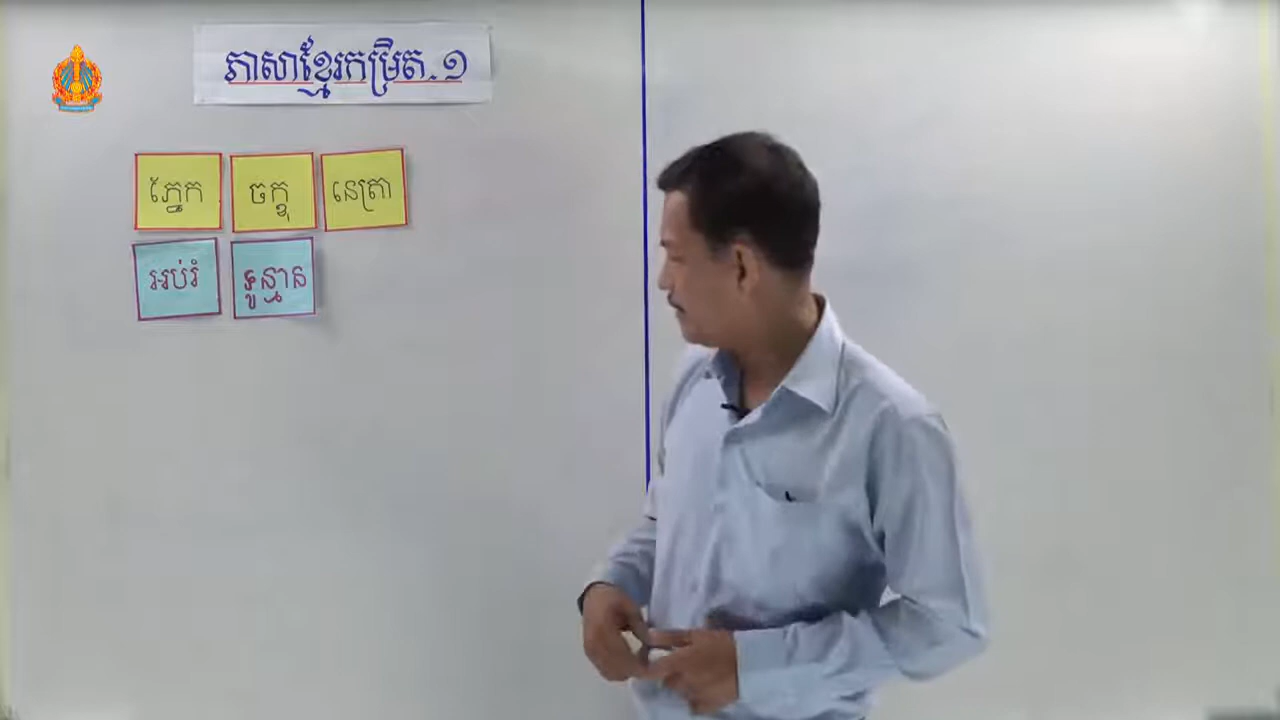 ភាសាខ្មែរកម្រិត.១
ភ្នែក ចក្ខុ នេត្រា
អប់រំ ទូន្មាន